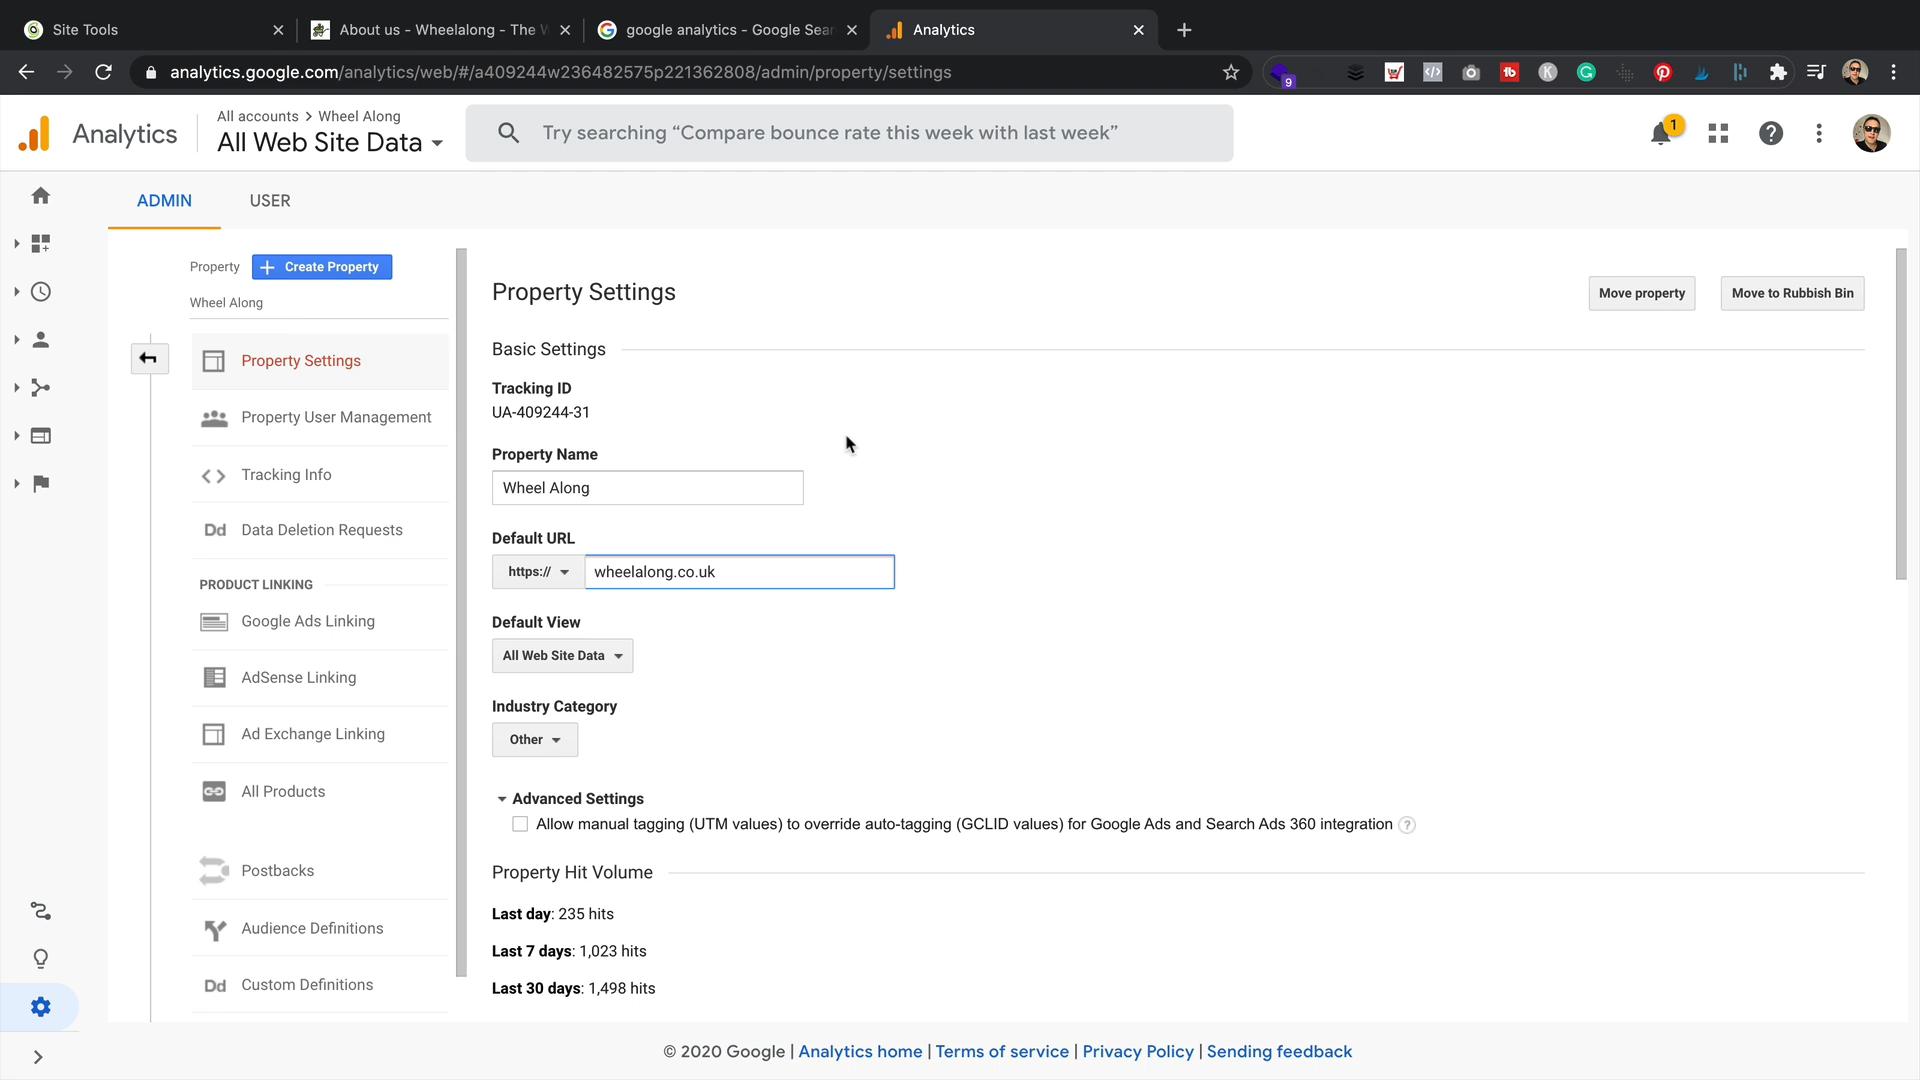 Site Tools
About us - Wheelalong - The W
google analytics - Google Sear
Analytics
analytics.google.com/analytics/web/#/a409244w236482575p221362808/admin/property/settings
9
Analytics
All accounts > Wheel Along
All Web Site Data
Try searching “Compare bounce rate this week with last week”
1
ADMIN
USER
Property
Create Property
Wheel Along
Property Settings
Property User Management
Tracking Info
Dd Data Deletion Requests
PRODUCT LINKING
Google Ads Linking
AdSense Linking
Ad Exchange Linking
All Products
Postbacks
Audience Definitions
Dd Custom Definitions
Property Settings
Move property
Move to Rubbish Bin
Basic Settings
Tracking ID
UA-409244-31
Property Name
Wheel Along
Default URL
https://
wheelalong.co.uk
Default View
All Web Site Data
Industry Category
Other
Advanced Settings
Allow manual tagging (UTM values) to override auto-tagging (GCLID values) for Google Ads and Search Ads 360 integration ?
Property Hit Volume
Last day: 235 hits
Last 7 days: 1,023 hits
Last 30 days: 1,498 hits
© 2020 Google | Analytics home | Terms of service | Privacy Policy | Sending feedback